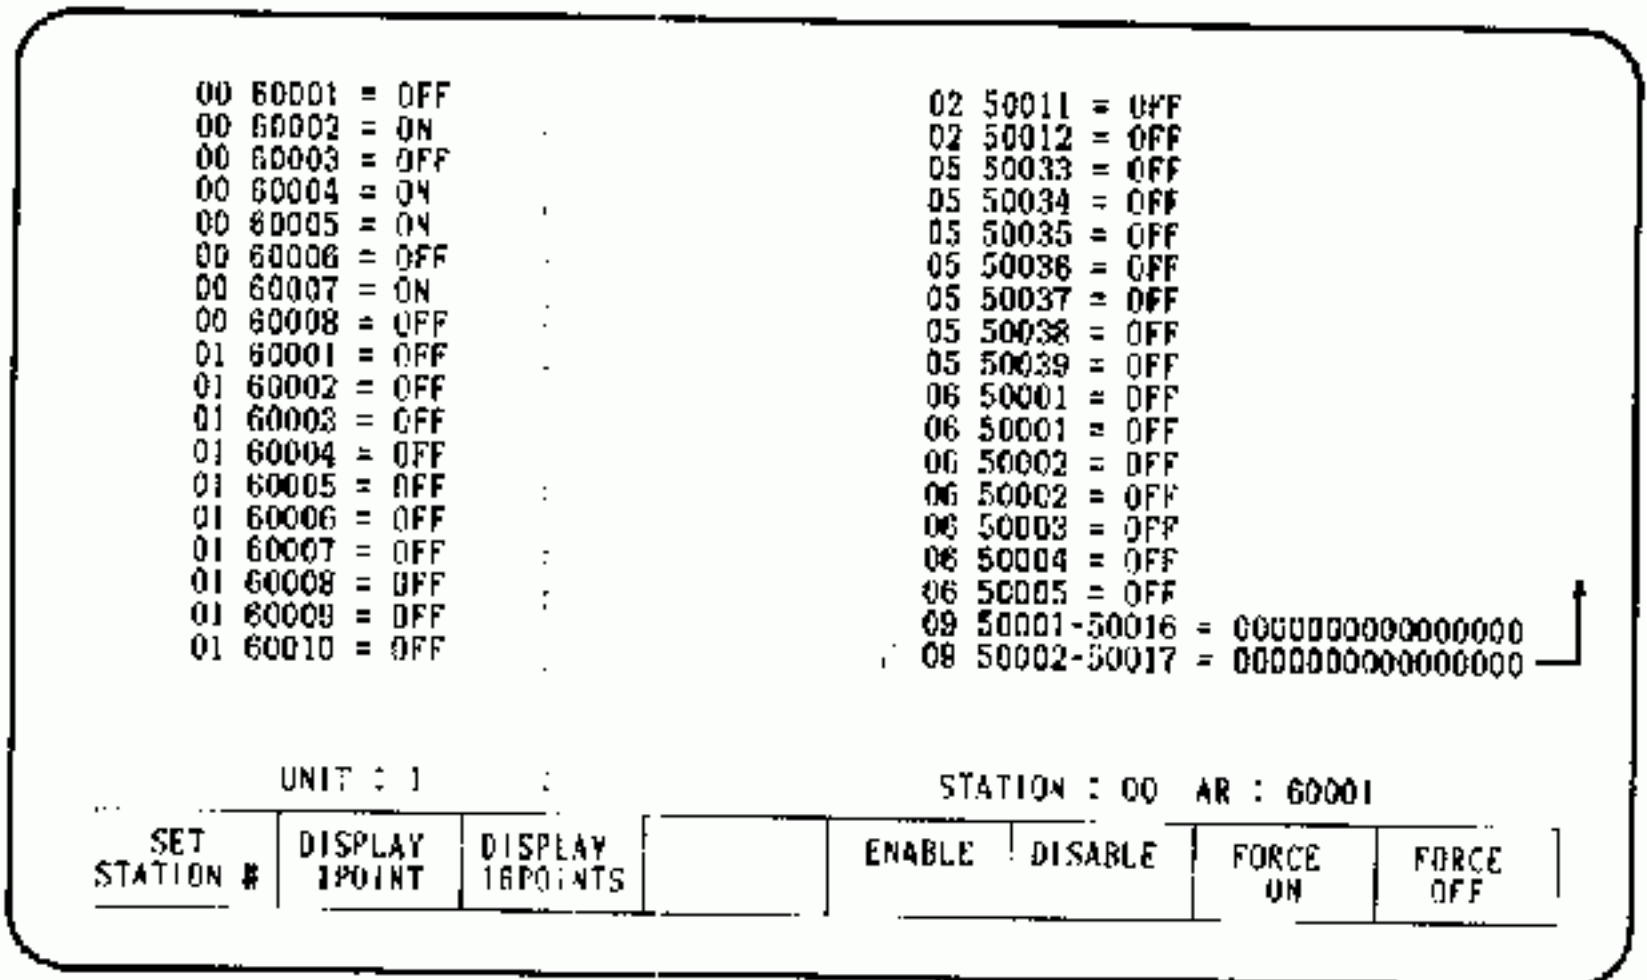 00 60001 = OFF
00 60002 = ON
00 60003 = OFF
00 60004 = ON
00 60005 = ON
00 60006 = OFF
00 60007 = ON
00 60008 = OFF
01 60001 = OFF
01 60002 = OFF
01 60003 = OFF
01 60004 = OFF
01 60005 = OFF
01 60006 = OFF
01 60007 = OFF
01 60008 = OFF
01 60009 = OFF
01 60010 = OFF
02 50011 = OFF
02 50012 = OFF
05 50033 = OFF
05 50034 = OFF
05 50035 = OFF
05 50036 = OFF
05 50037 = OFF
05 50038 = OFF
05 50039 = OFF
06 50001 = OFF
06 50001 = OFF
06 50002 = OFF
06 50002 = OFF
06 50003 = OFF
06 50004 = OFF
06 50005 = OFF
09 50001-50016 = 0000000000000000
09 50002-50017 = 0000000000000000
UNIT : 1
STATION : 00 AR : 60001
SET
STATION #
DISPLAY
1POINT
DISPLAY
16POINTS
ENABLE
DISABLE
FORCE
ON
FORCE
OFF